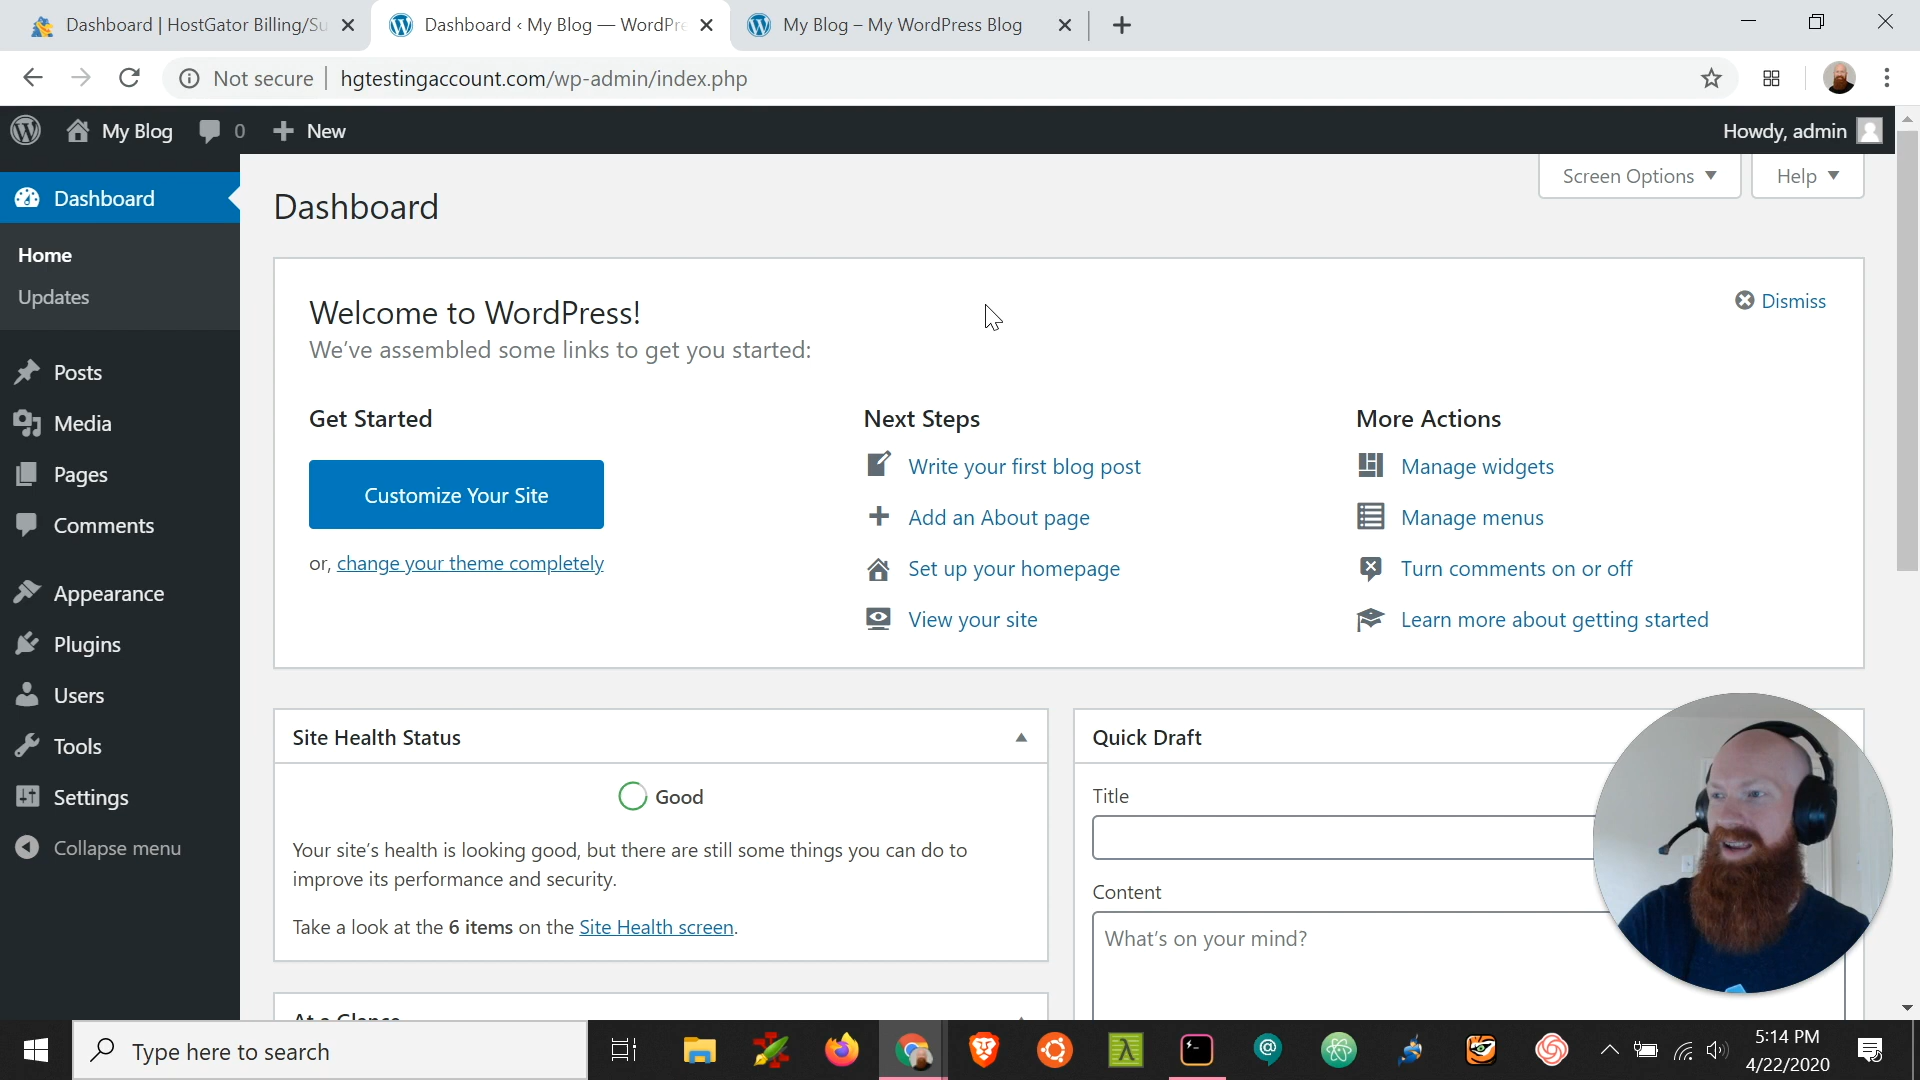 Dashboard | HostGator Billing/Su
Dashboard ‹ My Blog — WordPre
My Blog – My WordPress Blog
Not secure
hgtestingaccount.com/wp-admin/index.php
My Blog
0
New
Howdy, admin
Screen Options
Help
Dashboard
Home
Updates
Posts
Media
Pages
Comments
Appearance
Plugins
Users
Tools
Settings
Collapse menu
Dashboard
Welcome to WordPress!
We've assembled some links to get you started:
Dismiss
Get Started
Customize Your Site
or, change your theme completely
Next Steps
Write your first blog post
Add an About page
Set up your homepage
View your site
More Actions
Manage widgets
Manage menus
Turn comments on or off
Learn more about getting started
Site Health Status
Good
Your site's health is looking good, but there are still some things you can do to
improve its performance and security.
Take a look at the 6 items on the Site Health screen.
At a Glance
Quick Draft
Title
Content
What's on your mind?
Type here to search
5:14 PM
4/22/2020